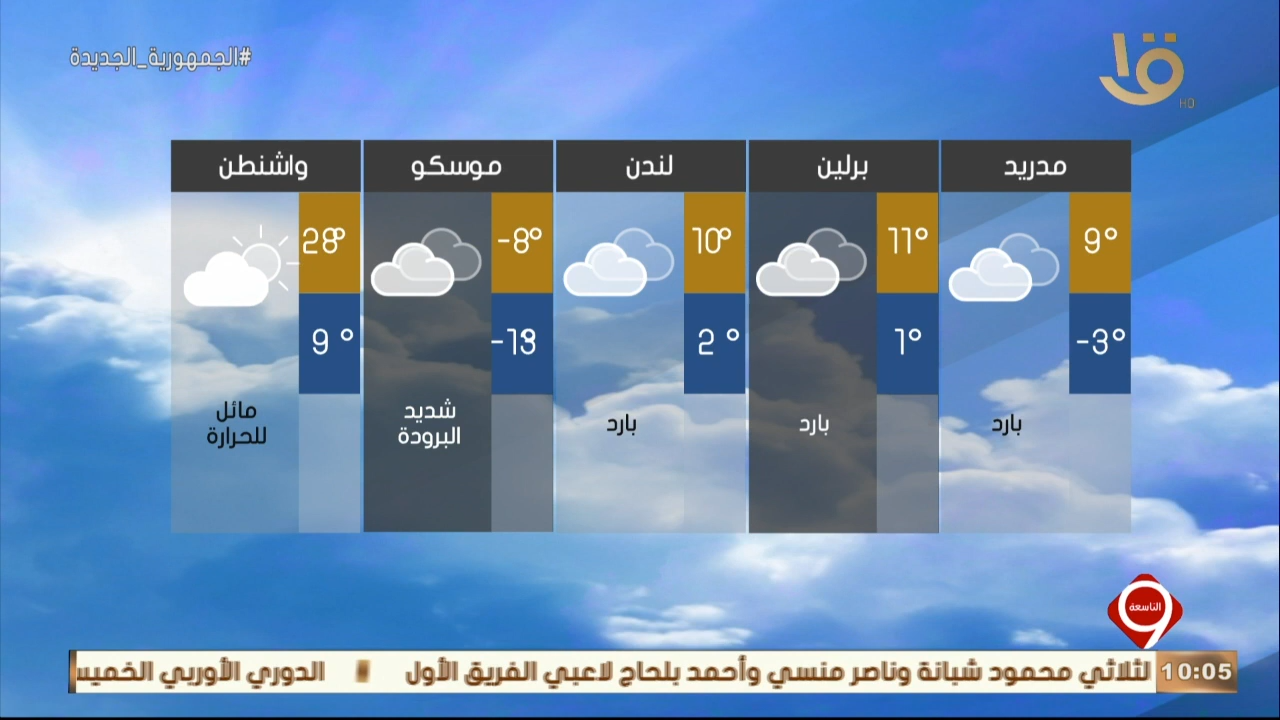 #الجمهورية_الجديدة
HD
مدريد
9°
-3°
بارد
برلين
11°
1°
بارد
لندن
10°
2 °
بارد
موسكو
-8°
-13°
شديد
البرودة
واشنطن
28°
9 °
مائل
للحرارة
التاسعة
9
10:05
لثلاثي محمود شبانة وناصر منسي وأحمد بلحاج لاعبي الفريق الأول
الدوري الأوربي الخميس